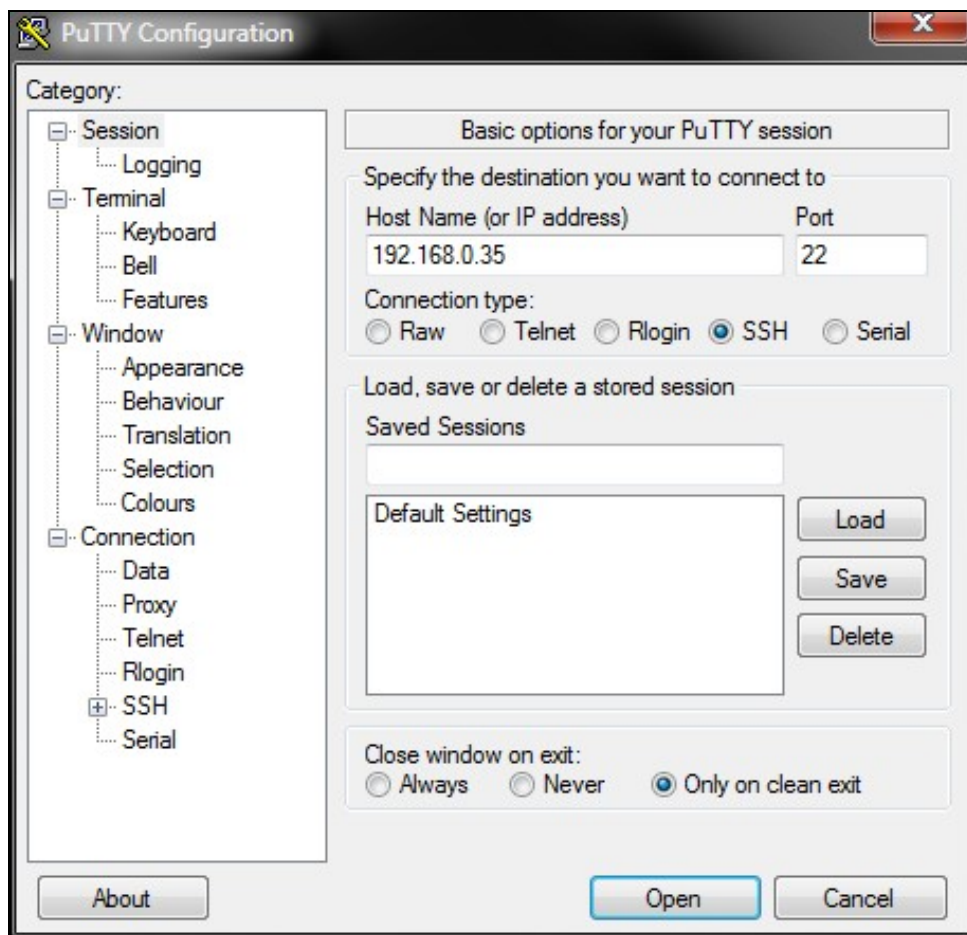 PuTTY Configuration
X
Category:
Session
Logging
Terminal
Keyboard
Bell
Features
Window
Appearance
Behaviour
Translation
Selection
Colours
Connection
Data
Proxy
Telnet
Rlogin
SSH
Serial
Basic options for your PuTTY session
Specify the destination you want to connect to
Host Name (or IP address) Port
192.168.0.35 22
Connection type:
Raw Telnet Rlogin SSH Serial
Load, save or delete a stored session
Saved Sessions
Default Settings
Load
Save
Delete
Close window on exit:
Always Never Only on clean exit
About Open Cancel